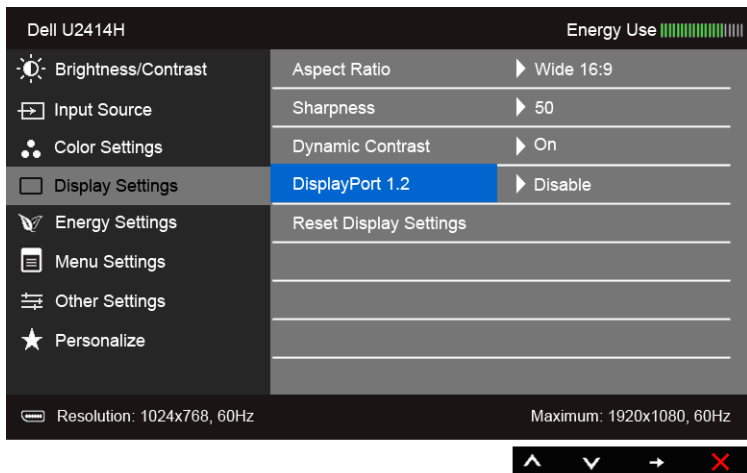 Dell U2414H Energy Use
Brightness/Contrast Aspect Ratio Wide 16:9
Input Source Sharpness 50
Color Settings Dynamic Contrast On
Display Settings DisplayPort 1.2 Disable
Energy Settings Reset Display Settings
Menu Settings
Other Settings
Personalize
Resolution: 1024x768, 60Hz Maximum: 1920x1080, 60Hz